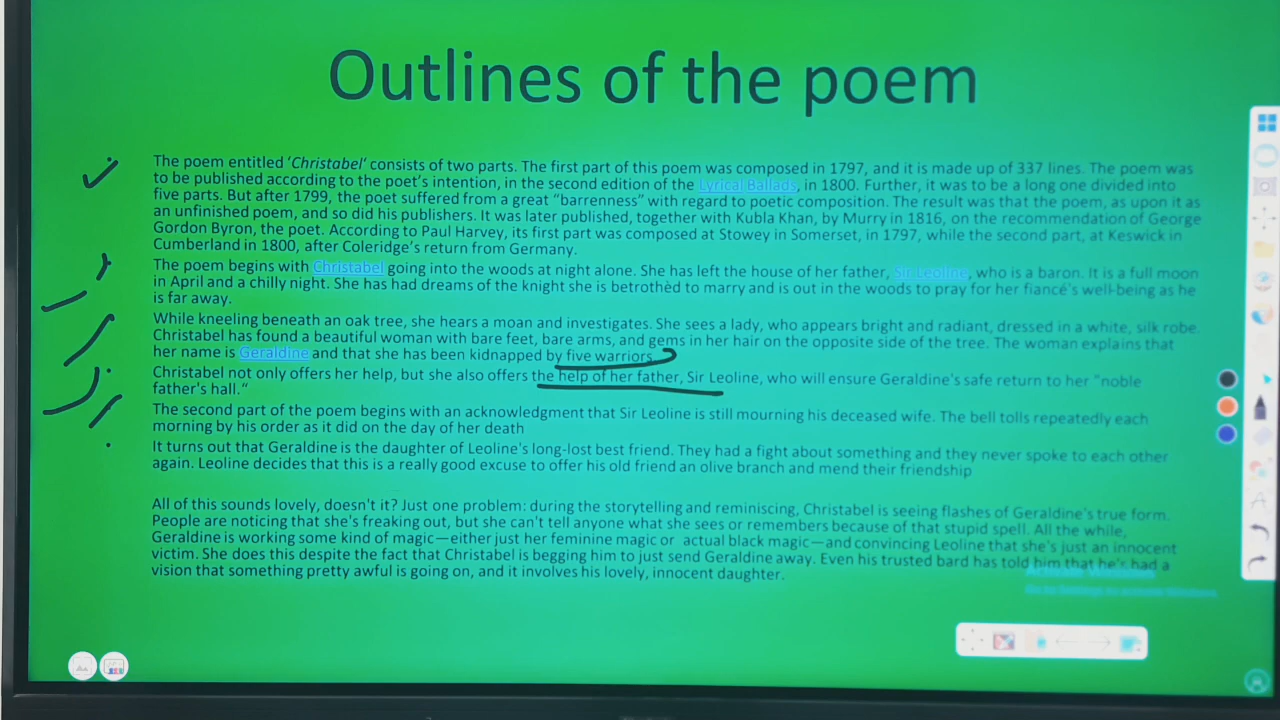 Outlines of the poem
The poem entitled ‘Christabel’ consists of two parts. The first part of this poem was composed in 1797, and it is made up of 337 lines. The poem was
to be published according to the poet’s intention, in the second edition of the Lyrical Ballads, in 1800. Further, it was to be a long one divided into
five parts. But after 1799, the poet suffered from a great “barrenness” with regard to poetic composition. The result was that the poem, as upon it as
an unfinished poem, and so did his publishers. It was later published, together with Kubla Khan, by Murry in 1816, on the recommendation of George
Gordon Byron, the poet. According to Paul Harvey, its first part was composed at Stowey in Somerset, in 1797, while the second part, at Keswick in
Cumberland in 1800, after Coleridge’s return from Germany.
The poem begins with Christabel going into the woods at night alone. She has left the house of her father, Sir Leoline, who is a baron. It is a full moon
in April and a chilly night. She has had dreams of the knight she is betrothèd to marry and is out in the woods to pray for her fiancé's well-being as he
is far away.
While kneeling beneath an oak tree, she hears a moan and investigates. She sees a lady, who appears bright and radiant, dressed in a white, silk robe.
Christabel has found a beautiful woman with bare feet, bare arms, and gems in her hair on the opposite side of the tree. The woman explains that
her name is Geraldine and that she has been kidnapped by five warriors.
Christabel not only offers her help, but she also offers the help of her father, Sir Leoline, who will ensure Geraldine's safe return to her "noble
father's hall.“
The second part of the poem begins with an acknowledgment that Sir Leoline is still mourning his deceased wife. The bell tolls repeatedly each
morning by his order as it did on the day of her death
It turns out that Geraldine is the daughter of Leoline's long-lost best friend. They had a fight about something and they never spoke to each other
again. Leoline decides that this is a really good excuse to offer his old friend an olive branch and mend their friendship
All of this sounds lovely, doesn't it? Just one problem: during the storytelling and reminiscing, Christabel is seeing flashes of Geraldine's true form.
People are noticing that she's freaking out, but she can't tell anyone what she sees or remembers because of that stupid spell. All the while,
Geraldine is working some kind of magic—either just her feminine magic or actual black magic—and convincing Leoline that she's just an innocent
victim. She does this despite the fact that Christabel is begging him to just send Geraldine away. Even his trusted bard has told him that he's had a
vision that something pretty awful is going on, and it involves his lovely, innocent daughter.